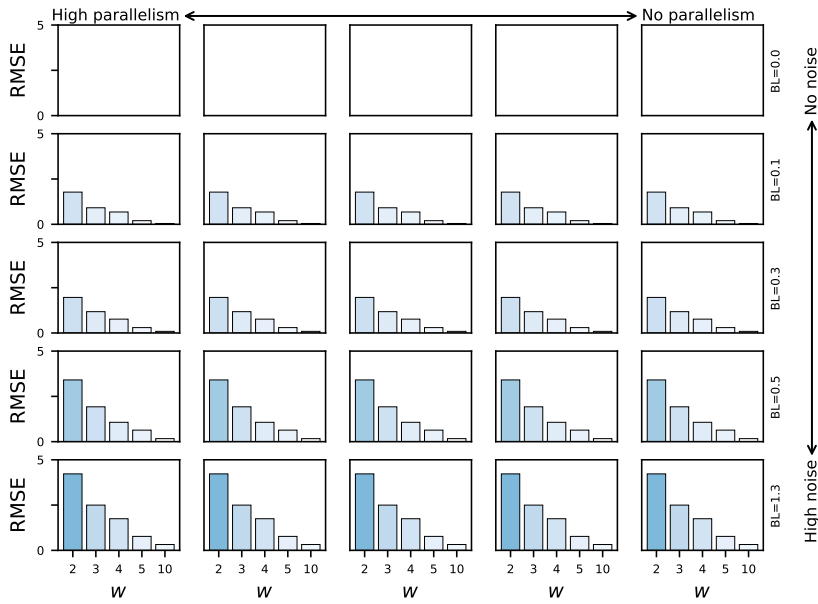 High parallelism No parallelism
5
RMSE
0
BL=0.0
No noise
5
RMSE
0
BL=0.1
5
RMSE
0
BL=0.3
5
RMSE
0
BL=0.5
5
RMSE
0
BL=1.3
High noise
2 3 4 5 10 2 3 4 5 10 2 3 4 5 10 2 3 4 5 10 2 3 4 5 10
w w w w w